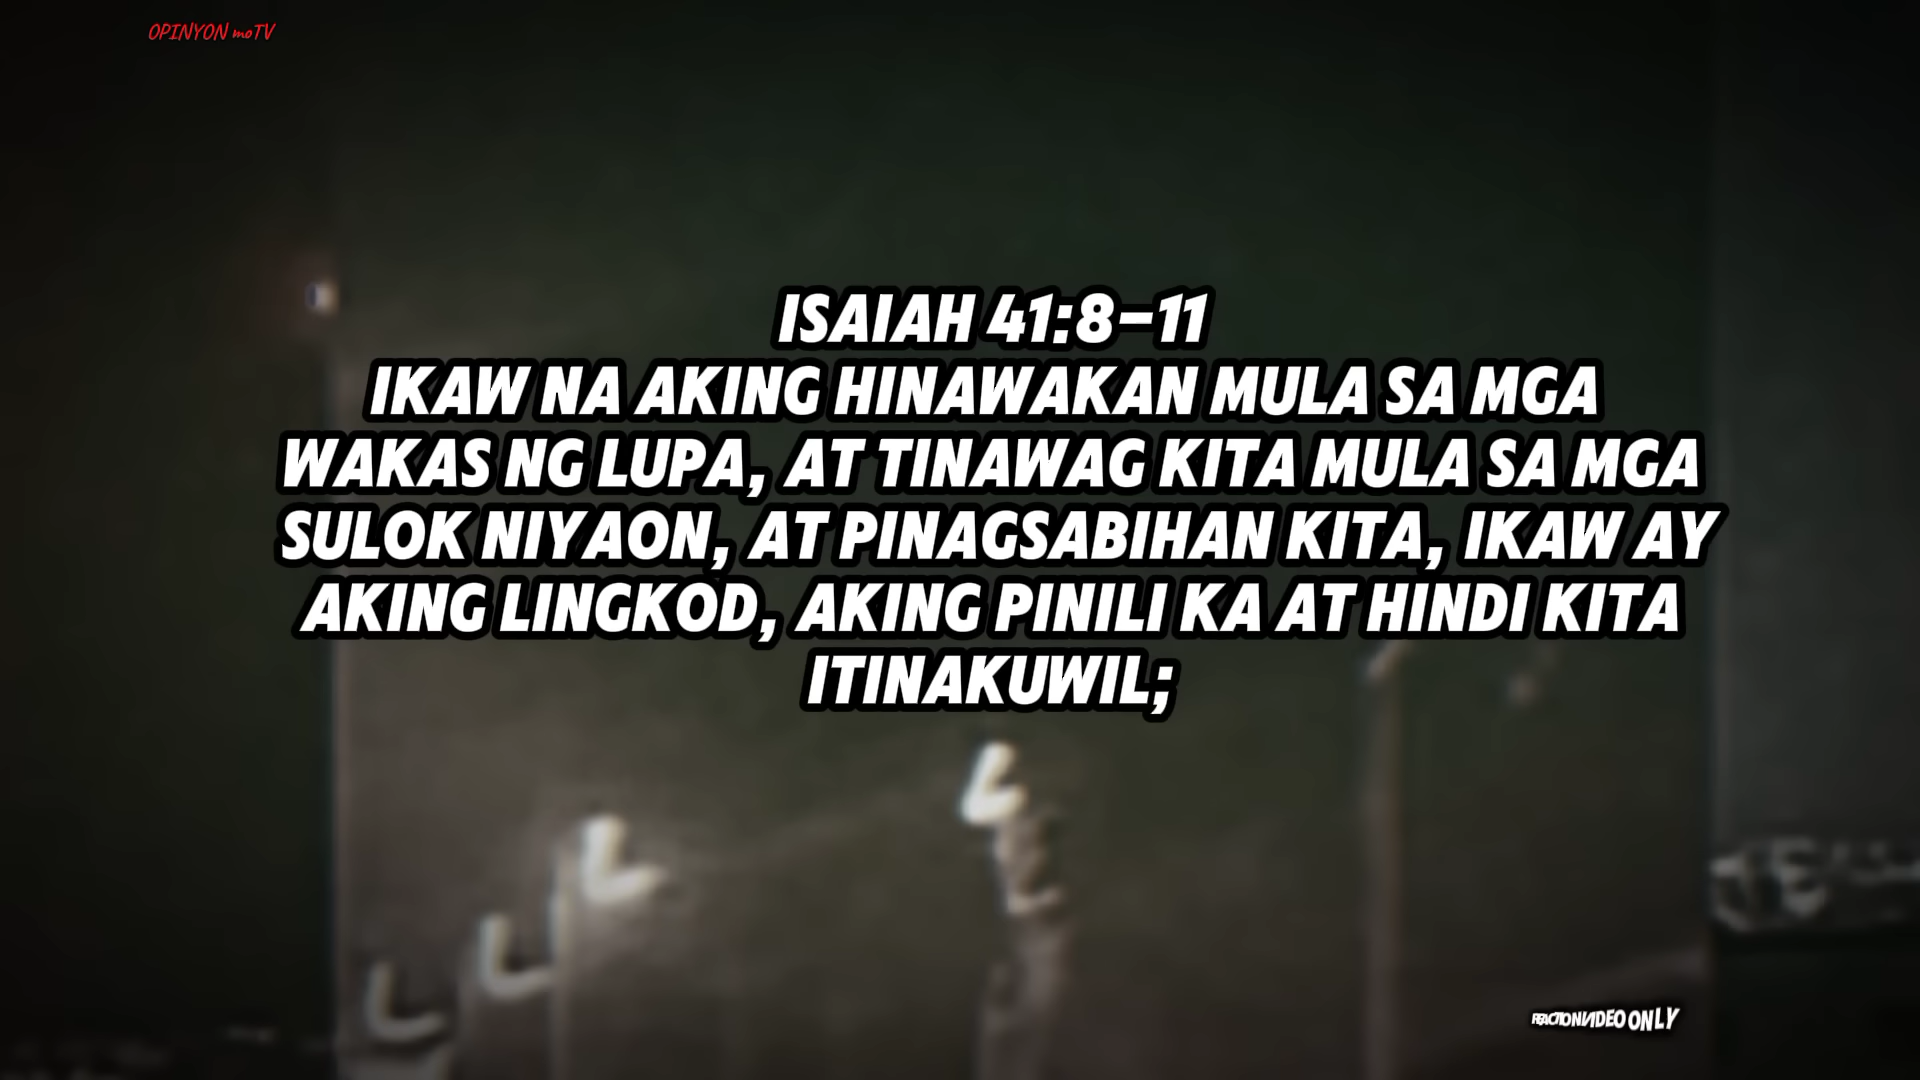 OPINYON moTV
ISAIAH 41:8-11
IKAW NA AKING HINAWAKAN MULA SA MGA
WAKAS NG LUPA, AT TINAWAG KITA MULA SA MGA
SULOK NIYAON, AT PINAGSABIHAN KITA, IKAW AY
AKING LINGKOD, AKING PINILI KA AT HINDI KITA
ITINAKUWIL;
REACTION VIDEO ONLY